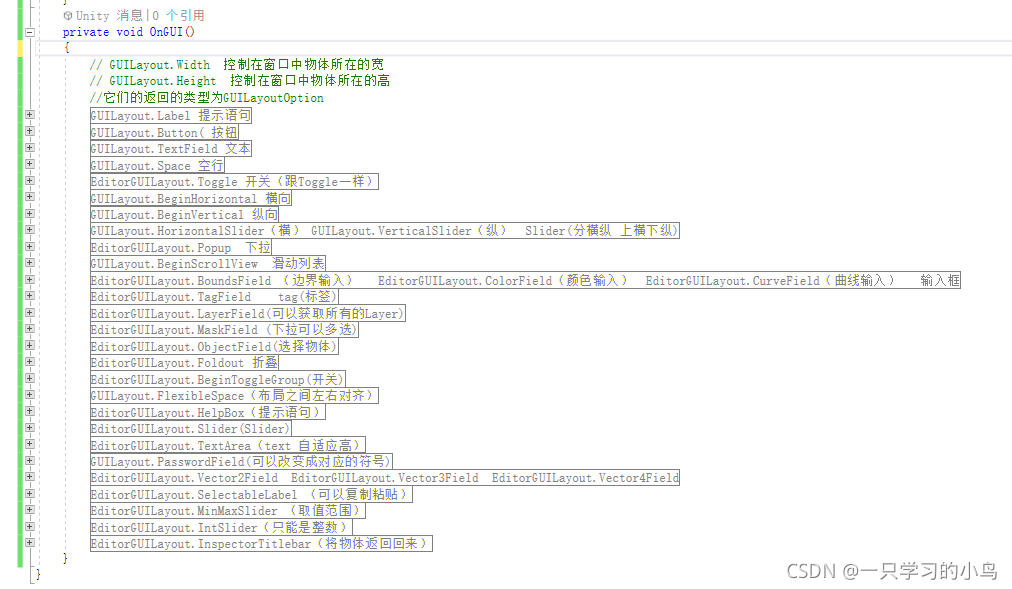 }
Unity 消息|0 个引用
private void OnGUI()
{
// GUILayout.Width 控制在窗口中物体所在的宽
// GUILayout.Height 控制在窗口中物体所在的高
//它们的返回的类型为GUILayoutOption
GUILayout.Label 提示语句
GUILayout.Button( 按钮
GUILayout.TextField 文本
GUILayout.Space 空行
EditorGUILayout.Toggle 开关（跟Toggle一样）
GUILayout.BeginHorizontal 横向
GUILayout.BeginVertical 纵向
GUILayout.HorizontalSlider（横） GUILayout.VerticalSlider（纵） Slider(分横纵 上横下纵)
EditorGUILayout.Popup 下拉
GUILayout.BeginScrollView 滑动列表
EditorGUILayout.BoundsField （边界输入） EditorGUILayout.ColorField（颜色输入） EditorGUILayout.CurveField（曲线输入） 输入框
EditorGUILayout.TagField tag(标签)
EditorGUILayout.LayerField(可以获取所有的Layer)
EditorGUILayout.MaskField (下拉可以多选)
EditorGUILayout.ObjectField(选择物体)
EditorGUILayout.Foldout 折叠
EditorGUILayout.BeginToggleGroup(开关)
GUILayout.FlexibleSpace（布局之间左右对齐）
EditorGUILayout.HelpBox（提示语句）
EditorGUILayout.Slider(Slider)
EditorGUILayout.TextArea（text 自适应高）
GUILayout.PasswordField(可以改变成对应的符号)
EditorGUILayout.Vector2Field EditorGUILayout.Vector3Field EditorGUILayout.Vector4Field
EditorGUILayout.SelectableLabel （可以复制粘贴）
EditorGUILayout.MinMaxSlider （取值范围）
EditorGUILayout.IntSlider（只能是整数）
EditorGUILayout.InspectorTitlebar（将物体返回回来）
}
}
CSDN @一只学习的小鸟